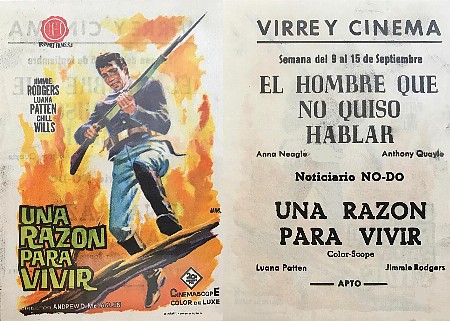 JIMMIE
RODGERS
LUANA
PATTEN
CHILL
WILLS
UNA
RAZON
PARA
VIVIR
20
CINEMASCOPE
COLOR DE LUXE
VIRREY CINEMA
Semana del 9 al 15 de Septiembre
EL HOMBRE QUE
NO QUISO
HABLAR
Anna Neagle Anthony Quayle
Noticiario NO-DO
UNA RAZON
PARA VIVIR
Color-Scope
Luana Patten Jimmie Rodgers
APTO